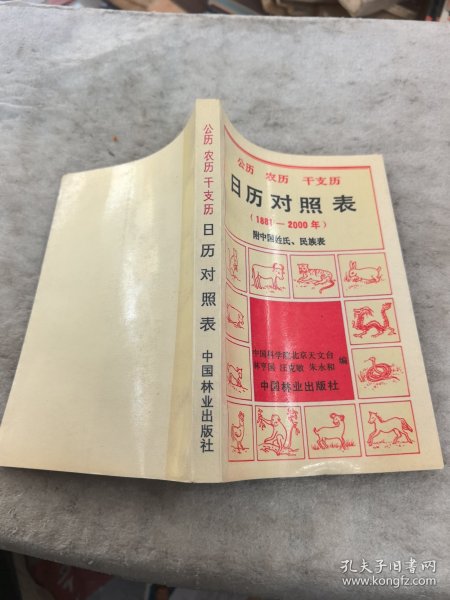 公历 农历 干支历 日历对照表 中国林业出版社
公历 农历 干支历
日历对照表
(1881—2000年)
附中国姓氏、民族表
中国科学院北京天文台
林亨国 汪克敏 朱永和 编
中国林业出版社
孔夫子旧书网
www.kongfz.com